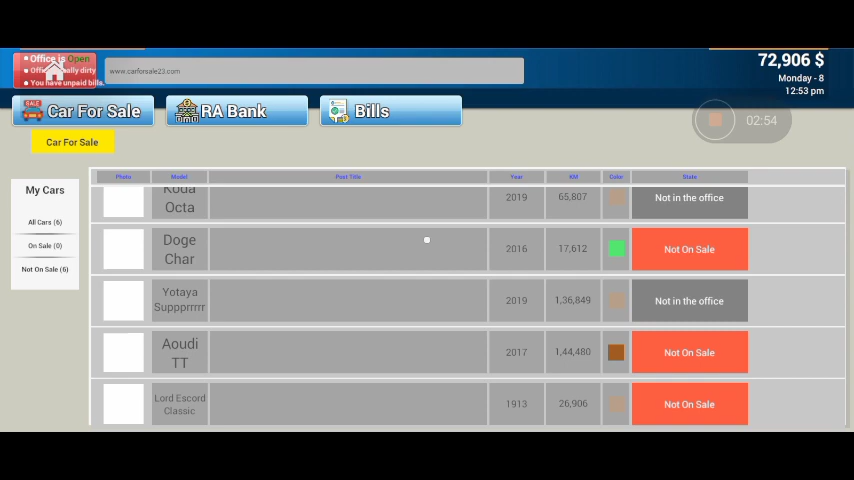 Office is Open
You have unpaid bills.
www.carforsale23.com
72,906 $
Monday - 8
12:53 pm
SALE
Car For Sale
RA Bank
Bills
02:54
Car For Sale
My Cars
All Cars (6)
On Sale (0)
Not On Sale (6)
Photo Model Post Title Year KM Color State
Koda
Octa
2019 65,807 Not in the office
Doge
Char
2016 17,612 Not On Sale
Yotaya
Supprrrrr
2019 1,36,849 Not in the office
Aoudi
TT
2017 1,44,480 Not On Sale
Lord Escord
Classic
1913 26,906 Not On Sale